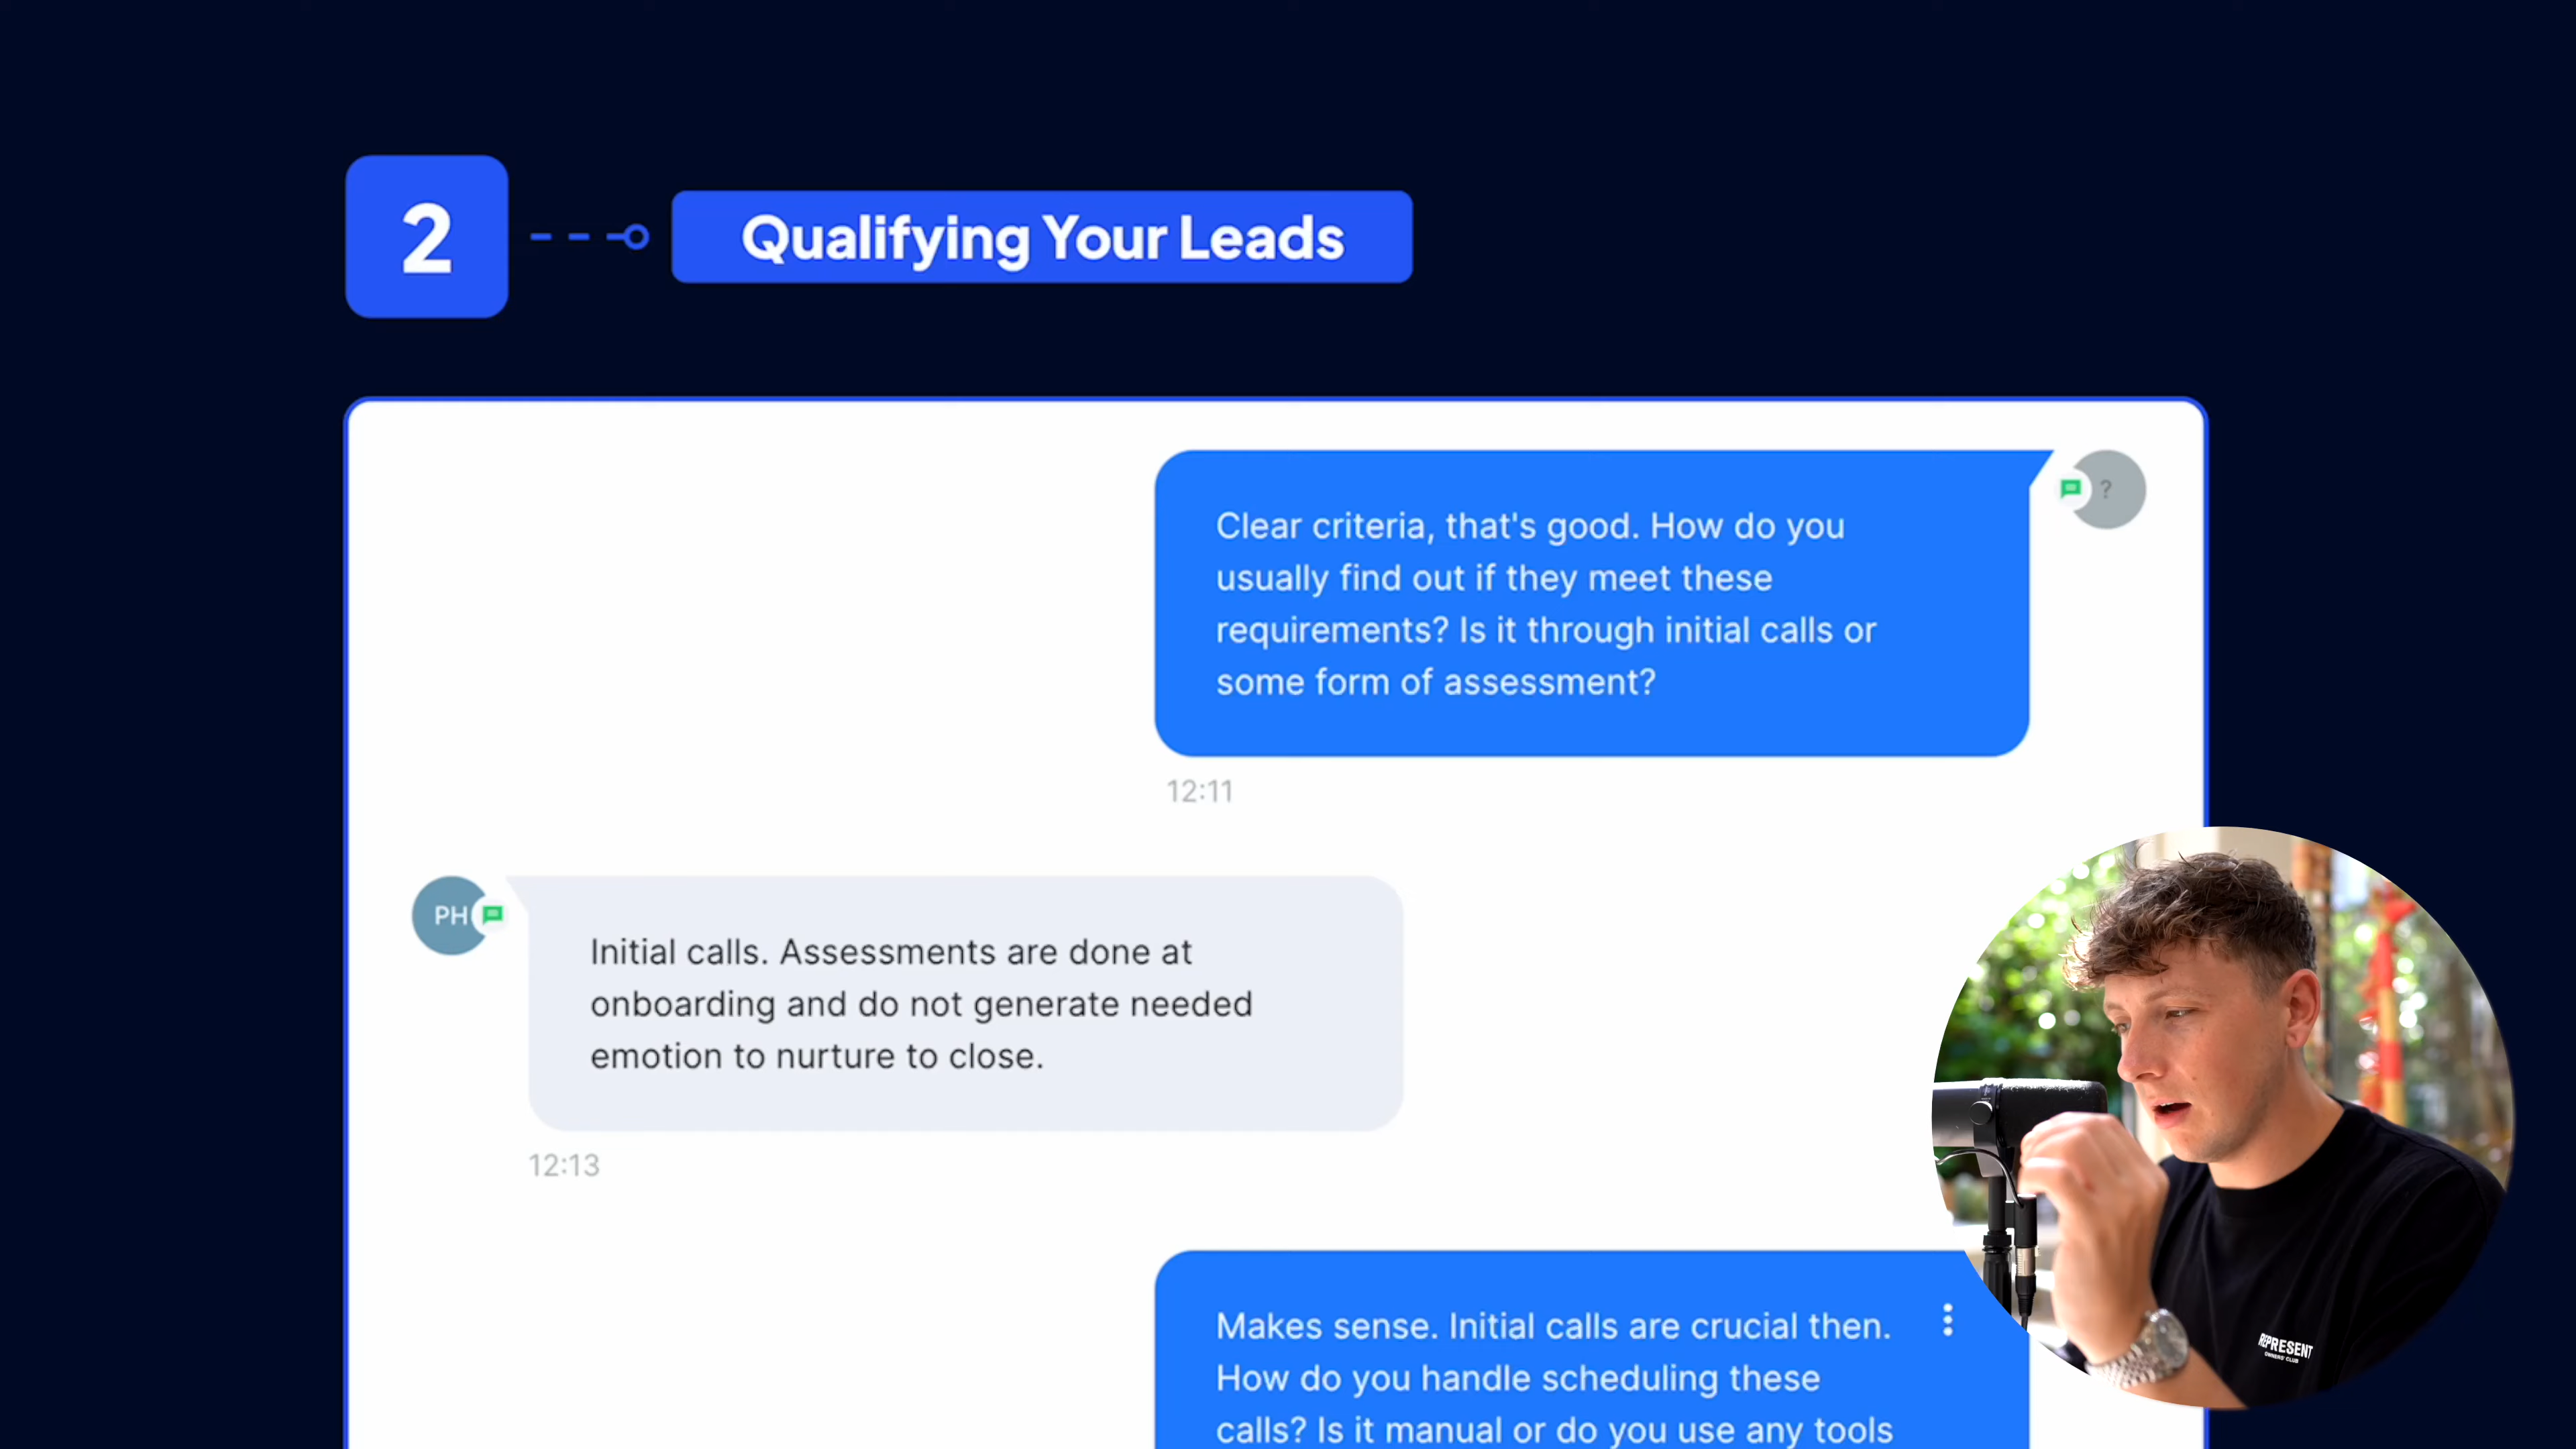 2
Qualifying Your Leads
?
Clear criteria, that's good. How do you
usually find out if they meet these
requirements? Is it through initial calls or
some form of assessment?
12:11
PH
Initial calls. Assessments are done at
onboarding and do not generate needed
emotion to nurture to close.
12:13
Makes sense. Initial calls are crucial then.
How do you handle scheduling these
calls? Is it manual or do you use any tools
REPRESENT
OWNERS' CLUB